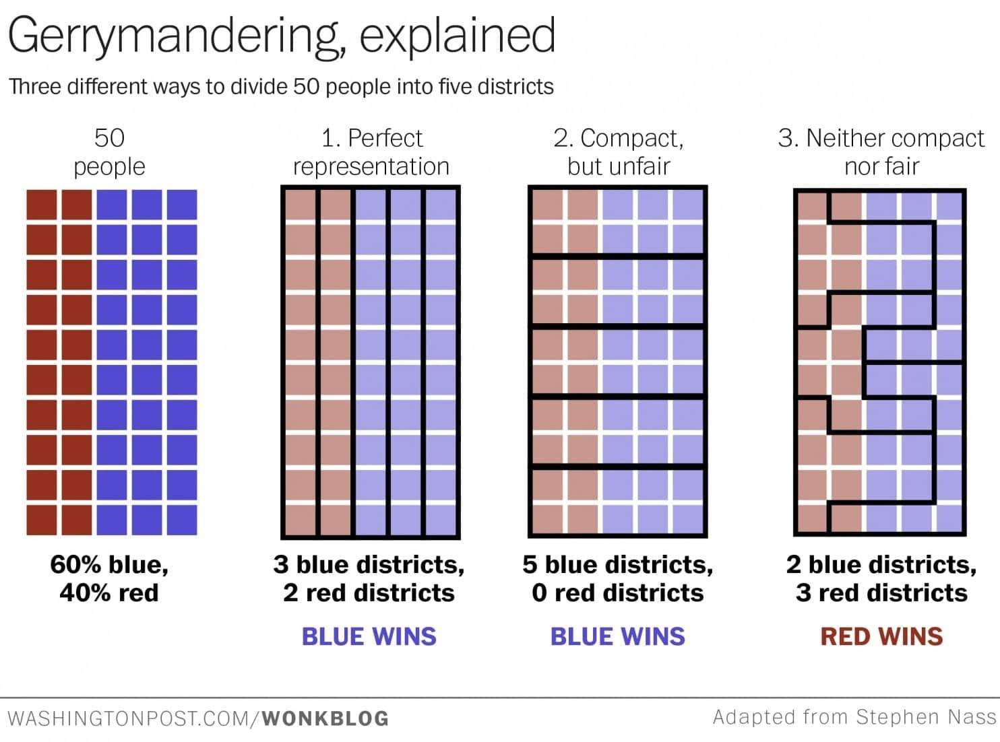 Gerrymandering, explained
Three different ways to divide 50 people into five districts
50
people
1. Perfect
representation
2. Compact,
but unfair
3. Neither compact
nor fair
60% blue,
40% red
3 blue districts,
2 red districts
BLUE WINS
5 blue districts,
0 red districts
BLUE WINS
2 blue districts,
3 red districts
RED WINS
WASHINGTONPOST.COM/WONKBLOG
Adapted from Stephen Nass